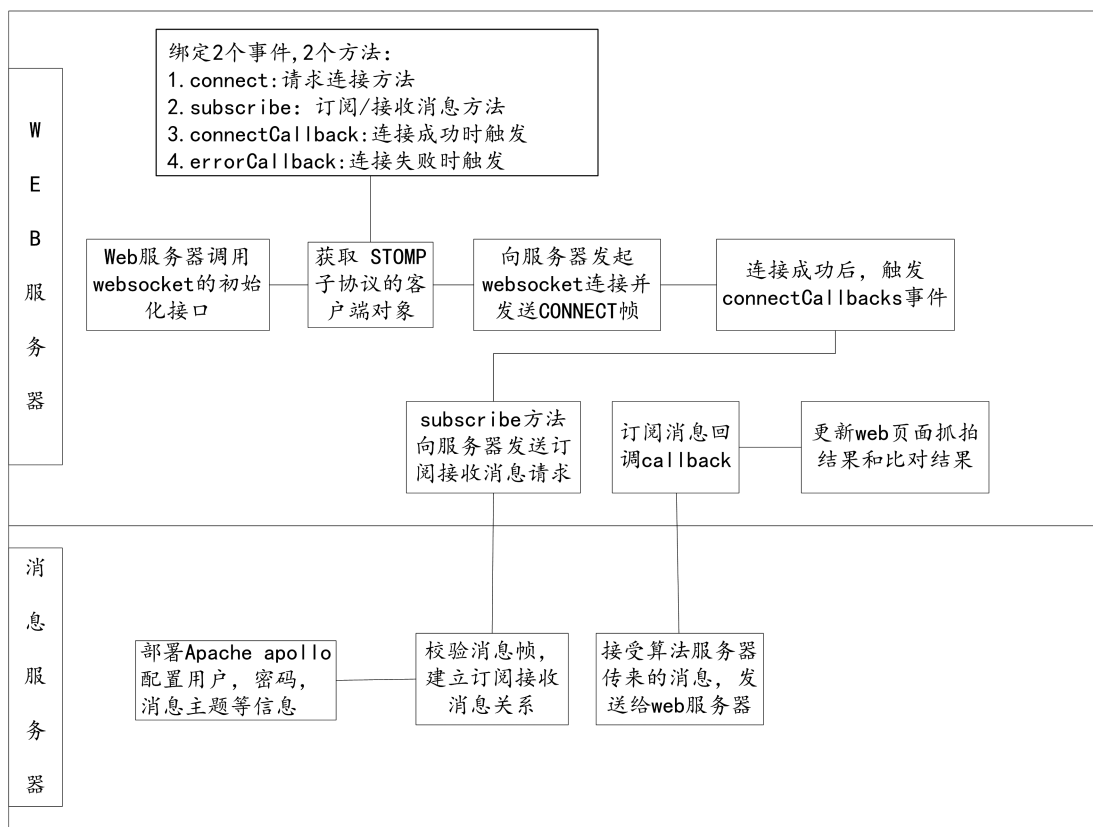 绑定2个事件,2个方法:
1.connect:请求连接方法
2.subscribe: 订阅/接收消息方法
3.connectCallback:连接成功时触发
4.errorCallback:连接失败时触发
W
E
B
服
务
器
Web服务器调用
websocket的初始
化接口
获取 STOMP
子协议的客
户端对象
向服务器发起
websocket连接并
发送CONNECT帧
连接成功后, 触发
connectCallbacks事件
subscribe方法
向服务器发送订
阅接收消息请求
订阅消息回
调callback
更新web页面抓拍
结果和比对结果
消
息
服
务
器
部署Apache apollo
配置用户, 密码,
消息主题等信息
校验消息帧,
建立订阅接收
消息关系
接受算法服务器
传来的消息, 发
送给web服务器